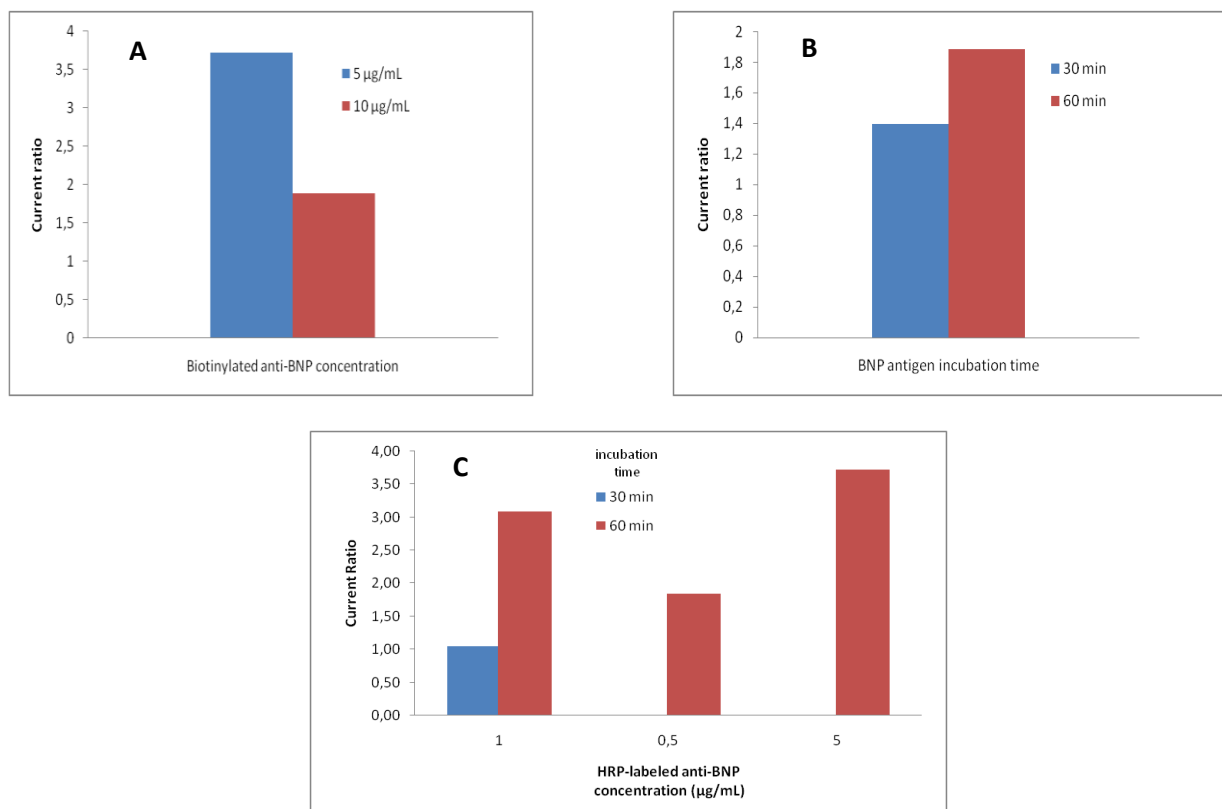 A
4
3,5
3
2,5
2
1,5
1
0,5
0
Current ratio
5 µg/mL
10 µg/mL
Biotinylated anti-BNP concentration
B
2
1,8
1,6
1,4
1,2
1
0,8
0,6
0,4
0,2
0
Current ratio
30 min
60 min
BNP antigen incubation time
C
4,00
3,50
3,00
2,50
2,00
1,50
1,00
0,50
0,00
Current Ratio
incubation
time
30 min
60 min
1 0,5 5
HRP-labeled anti-BNP
concentration (µg/mL)